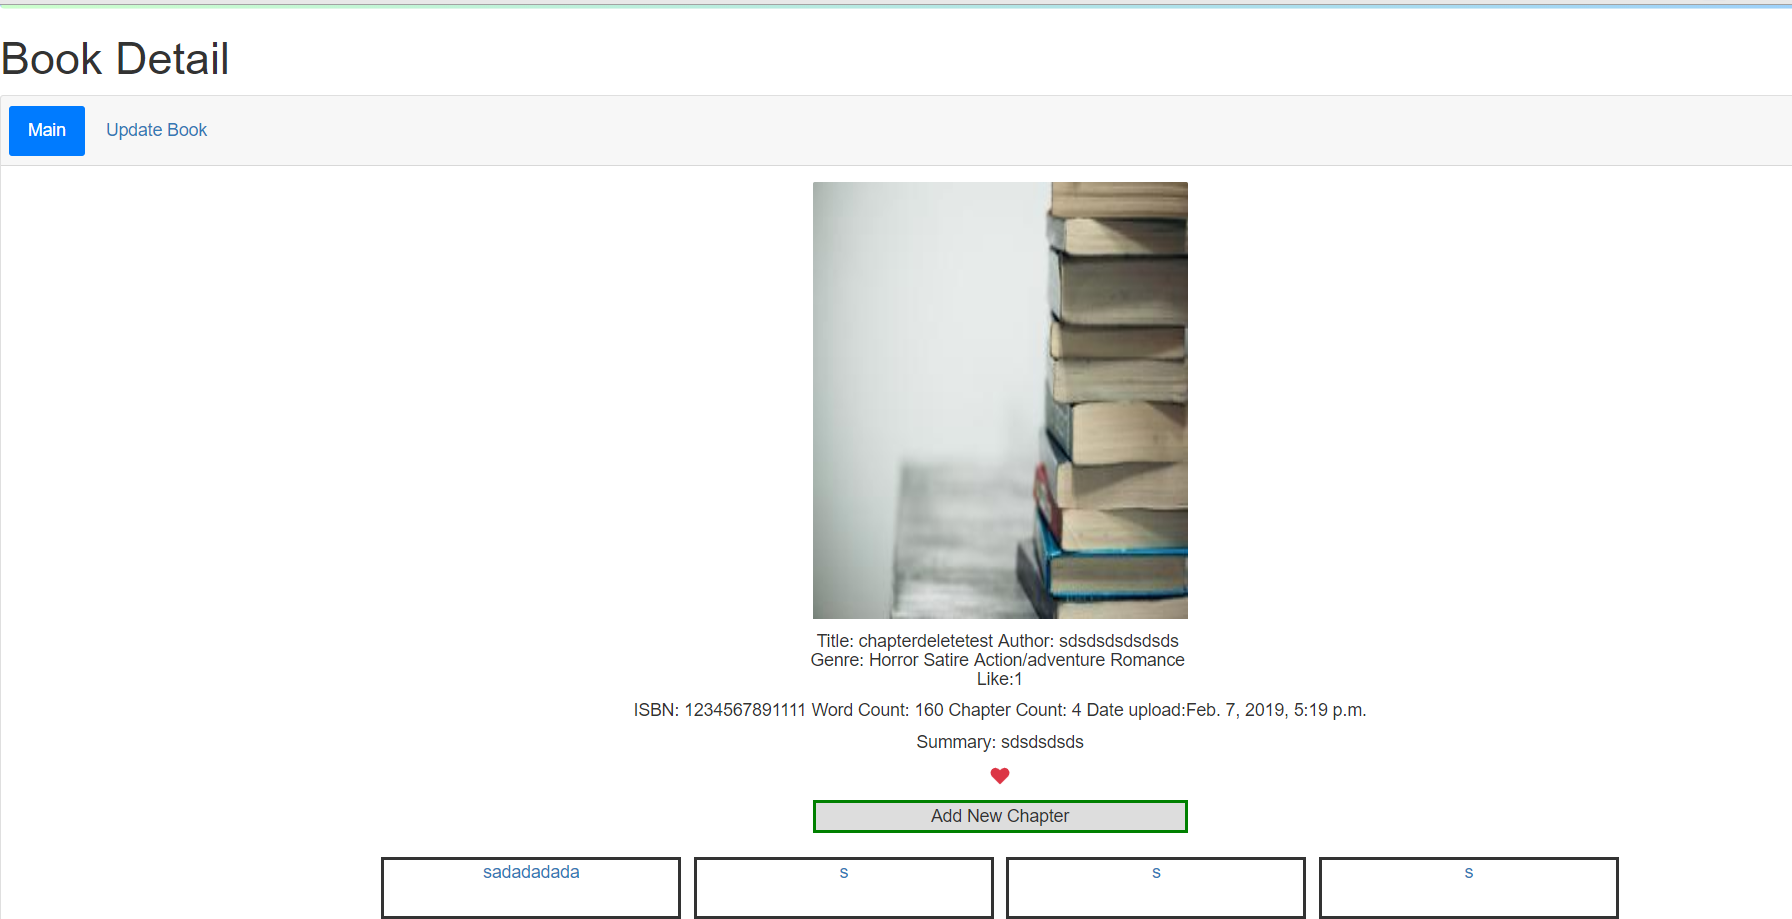 Book Detail
Main Update Book
Title: chapterdeletetest Author: sdsdsdsdsdsds
Genre: Horror Satire Action/adventure Romance
Like:1
ISBN: 1234567891111 Word Count: 160 Chapter Count: 4 Date upload:Feb. 7, 2019, 5:19 p.m.
Summary: sdsdsdsds
Add New Chapter
sadadadada s s s